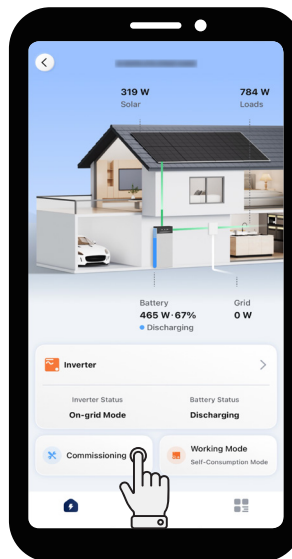 319 W
784 W
Solar
Loads
Battery
Grid
465 W·67%
0 W
Discharging
Inverter
Inverter Status
Battery Status
On-grid Mode
Discharging
Commissioning
Working Mode
Self-Consumption Mode